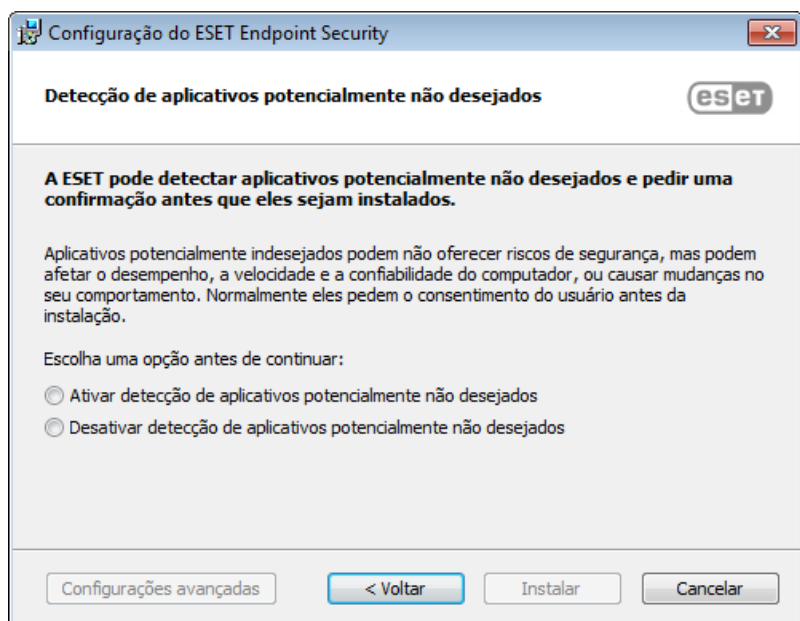 Configuração do ESET Endpoint Security
Detecção de aplicativos potencialmente não desejados
eseT
A ESET pode detectar aplicativos potencialmente não desejados e pedir uma
confirmação antes que eles sejam instalados.
Aplicativos potencialmente indesejados podem não oferecer riscos de segurança, mas podem
afetar o desempenho, a velocidade e a confiabilidade do computador, ou causar mudanças no
seu comportamento. Normalmente eles pedem o consentimento do usuário antes da
instalação.
Escolha uma opção antes de continuar:
Ativar detecção de aplicativos potencialmente não desejados
Desativar detecção de aplicativos potencialmente não desejados
Configurações avançadas
< Voltar
Instalar
Cancelar